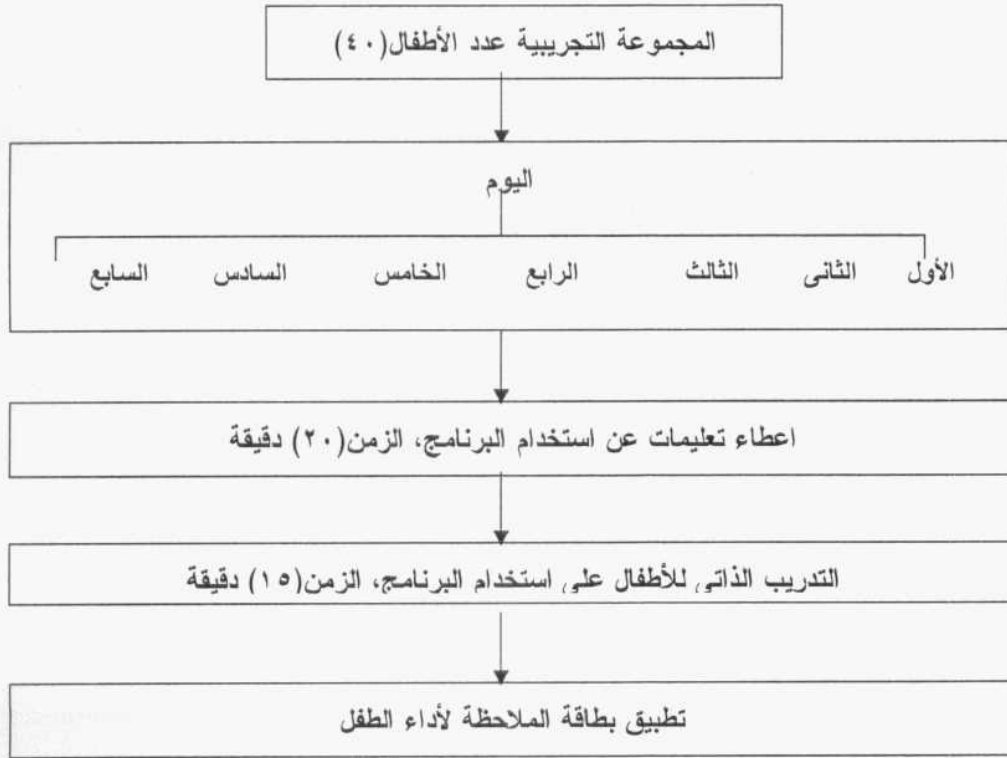 المجموعة التجريبية عدد الأطفال(٤٠)
اليوم
الأول الثانى الثالث الرابع الخامس السادس السابع
اعطاء تعليمات عن استخدام البرنامج، الزمن(٢٠) دقيقة
التدريب الذاتى للأطفال على استخدام البرنامج، الزمن(١٥) دقيقة
تطبيق بطاقة الملاحظة لأداء الطفل